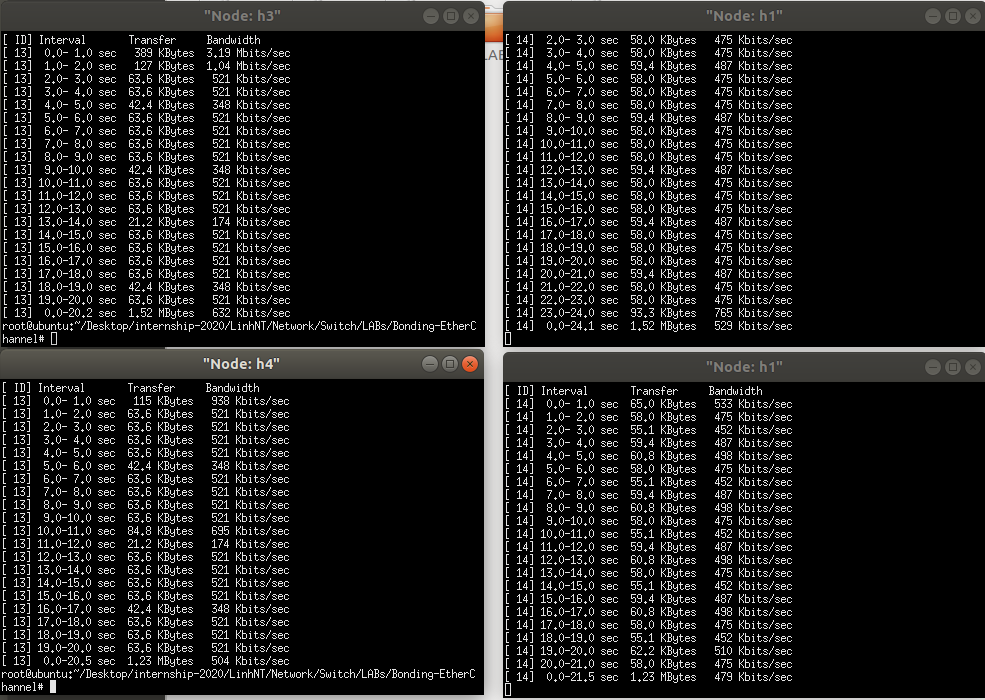 "Node: h3"
[ ID] Interval       Transfer     Bandwidth
[ 13]  0.0- 1.0 sec   389 KBytes  3.19 Mbits/sec
[ 13]  1.0- 2.0 sec   127 KBytes  1.04 Mbits/sec
[ 13]  2.0- 3.0 sec  63.6 KBytes   521 Kbits/sec
[ 13]  3.0- 4.0 sec  63.6 KBytes   521 Kbits/sec
[ 13]  4.0- 5.0 sec  42.4 KBytes   348 Kbits/sec
[ 13]  5.0- 6.0 sec  63.6 KBytes   521 Kbits/sec
[ 13]  6.0- 7.0 sec  63.6 KBytes   521 Kbits/sec
[ 13]  7.0- 8.0 sec  63.6 KBytes   521 Kbits/sec
[ 13]  8.0- 9.0 sec  63.6 KBytes   521 Kbits/sec
[ 13]  9.0-10.0 sec  42.4 KBytes   348 Kbits/sec
[ 13] 10.0-11.0 sec  63.6 KBytes   521 Kbits/sec
[ 13] 11.0-12.0 sec  63.6 KBytes   521 Kbits/sec
[ 13] 12.0-13.0 sec  63.6 KBytes   521 Kbits/sec
[ 13] 13.0-14.0 sec  21.2 KBytes   174 Kbits/sec
[ 13] 14.0-15.0 sec  63.6 KBytes   521 Kbits/sec
[ 13] 15.0-16.0 sec  63.6 KBytes   521 Kbits/sec
[ 13] 16.0-17.0 sec  63.6 KBytes   521 Kbits/sec
[ 13] 17.0-18.0 sec  63.6 KBytes   521 Kbits/sec
[ 13] 18.0-19.0 sec  42.4 KBytes   348 Kbits/sec
[ 13] 19.0-20.0 sec  63.6 KBytes   521 Kbits/sec
[ 13]  0.0-20.2 sec  1.52 MBytes   632 Kbits/sec
root@ubuntu:~/Desktop/internship-2020/LinhNT/Network/Switch/LABs/Bonding-EtherC
hannel#
"Node: h1"
[ 14]  2.0- 3.0 sec  58.0 KBytes   475 Kbits/sec
[ 14]  3.0- 4.0 sec  58.0 KBytes   475 Kbits/sec
[ 14]  4.0- 5.0 sec  59.4 KBytes   487 Kbits/sec
[ 14]  5.0- 6.0 sec  58.0 KBytes   475 Kbits/sec
[ 14]  6.0- 7.0 sec  58.0 KBytes   475 Kbits/sec
[ 14]  7.0- 8.0 sec  58.0 KBytes   475 Kbits/sec
[ 14]  8.0- 9.0 sec  59.4 KBytes   487 Kbits/sec
[ 14]  9.0-10.0 sec  58.0 KBytes   475 Kbits/sec
[ 14] 10.0-11.0 sec  58.0 KBytes   475 Kbits/sec
[ 14] 11.0-12.0 sec  58.0 KBytes   475 Kbits/sec
[ 14] 12.0-13.0 sec  59.4 KBytes   487 Kbits/sec
[ 14] 13.0-14.0 sec  58.0 KBytes   475 Kbits/sec
[ 14] 14.0-15.0 sec  58.0 KBytes   475 Kbits/sec
[ 14] 15.0-16.0 sec  58.0 KBytes   475 Kbits/sec
[ 14] 16.0-17.0 sec  59.4 KBytes   487 Kbits/sec
[ 14] 17.0-18.0 sec  58.0 KBytes   475 Kbits/sec
[ 14] 18.0-19.0 sec  58.0 KBytes   475 Kbits/sec
[ 14] 19.0-20.0 sec  58.0 KBytes   475 Kbits/sec
[ 14] 20.0-21.0 sec  59.4 KBytes   487 Kbits/sec
[ 14] 21.0-22.0 sec  58.0 KBytes   475 Kbits/sec
[ 14] 22.0-23.0 sec  58.0 KBytes   475 Kbits/sec
[ 14] 23.0-24.0 sec  93.3 KBytes   765 Kbits/sec
[ 14]  0.0-24.1 sec  1.52 MBytes   529 Kbits/sec
"Node: h4"
[ ID] Interval       Transfer     Bandwidth
[ 13]  0.0- 1.0 sec   115 KBytes   938 Kbits/sec
[ 13]  1.0- 2.0 sec  63.6 KBytes   521 Kbits/sec
[ 13]  2.0- 3.0 sec  63.6 KBytes   521 Kbits/sec
[ 13]  3.0- 4.0 sec  63.6 KBytes   521 Kbits/sec
[ 13]  4.0- 5.0 sec  63.6 KBytes   521 Kbits/sec
[ 13]  5.0- 6.0 sec  42.4 KBytes   348 Kbits/sec
[ 13]  6.0- 7.0 sec  63.6 KBytes   521 Kbits/sec
[ 13]  7.0- 8.0 sec  63.6 KBytes   521 Kbits/sec
[ 13]  8.0- 9.0 sec  63.6 KBytes   521 Kbits/sec
[ 13]  9.0-10.0 sec  63.6 KBytes   521 Kbits/sec
[ 13] 10.0-11.0 sec  84.8 KBytes   695 Kbits/sec
[ 13] 11.0-12.0 sec  21.2 KBytes   174 Kbits/sec
[ 13] 12.0-13.0 sec  63.6 KBytes   521 Kbits/sec
[ 13] 13.0-14.0 sec  63.6 KBytes   521 Kbits/sec
[ 13] 14.0-15.0 sec  63.6 KBytes   521 Kbits/sec
[ 13] 15.0-16.0 sec  63.6 KBytes   521 Kbits/sec
[ 13] 16.0-17.0 sec  42.4 KBytes   348 Kbits/sec
[ 13] 17.0-18.0 sec  63.6 KBytes   521 Kbits/sec
[ 13] 18.0-19.0 sec  63.6 KBytes   521 Kbits/sec
[ 13] 19.0-20.0 sec  63.6 KBytes   521 Kbits/sec
[ 13]  0.0-20.5 sec  1.23 MBytes   504 Kbits/sec
root@ubuntu:~/Desktop/internship-2020/LinhNT/Network/Switch/LABs/Bonding-EtherC
hannel#
"Node: h1"
[ ID] Interval       Transfer     Bandwidth
[ 14]  0.0- 1.0 sec  65.0 KBytes   533 Kbits/sec
[ 14]  1.0- 2.0 sec  58.0 KBytes   475 Kbits/sec
[ 14]  2.0- 3.0 sec  55.1 KBytes   452 Kbits/sec
[ 14]  3.0- 4.0 sec  59.4 KBytes   487 Kbits/sec
[ 14]  4.0- 5.0 sec  60.8 KBytes   498 Kbits/sec
[ 14]  5.0- 6.0 sec  58.0 KBytes   475 Kbits/sec
[ 14]  6.0- 7.0 sec  55.1 KBytes   452 Kbits/sec
[ 14]  7.0- 8.0 sec  59.4 KBytes   487 Kbits/sec
[ 14]  8.0- 9.0 sec  60.8 KBytes   498 Kbits/sec
[ 14]  9.0-10.0 sec  58.0 KBytes   475 Kbits/sec
[ 14] 10.0-11.0 sec  55.1 KBytes   452 Kbits/sec
[ 14] 11.0-12.0 sec  59.4 KBytes   487 Kbits/sec
[ 14] 12.0-13.0 sec  60.8 KBytes   498 Kbits/sec
[ 14] 13.0-14.0 sec  58.0 KBytes   475 Kbits/sec
[ 14] 14.0-15.0 sec  55.1 KBytes   452 Kbits/sec
[ 14] 15.0-16.0 sec  59.4 KBytes   487 Kbits/sec
[ 14] 16.0-17.0 sec  60.8 KBytes   498 Kbits/sec
[ 14] 17.0-18.0 sec  58.0 KBytes   475 Kbits/sec
[ 14] 18.0-19.0 sec  55.1 KBytes   452 Kbits/sec
[ 14] 19.0-20.0 sec  62.2 KBytes   510 Kbits/sec
[ 14] 20.0-21.0 sec  58.0 KBytes   475 Kbits/sec
[ 14]  0.0-21.5 sec  1.23 MBytes   479 Kbits/sec